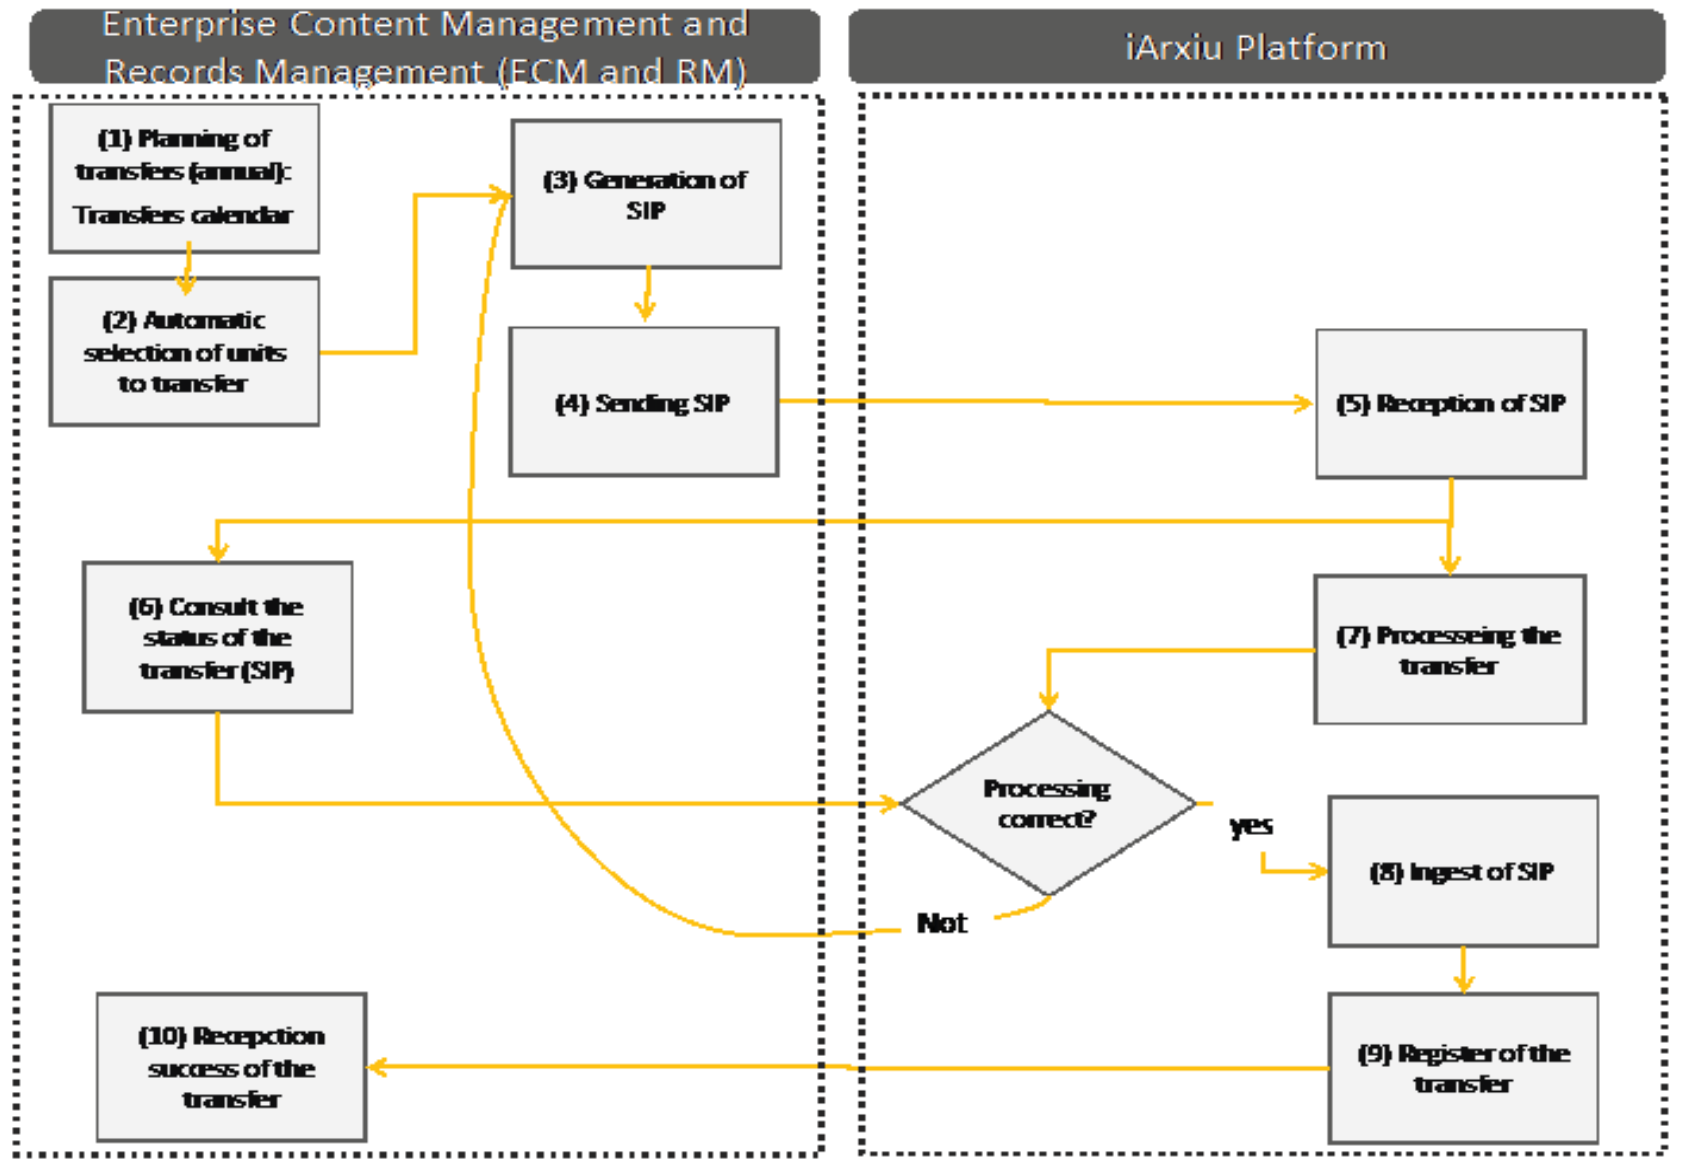 Enterprise Content Management and
Records Management (ECM and RM)
iArxiu Platform
(1) Planning of
transfers (annual):
Transfers calendar
(2) Automatic
selection of units
to transfer
(3) Generation of
SIP
(4) Sending SIP
(5) Reception of SIP
(6) Consult the
status of the
transfer (SIP)
(7) Processeing the
transfer
Processing
correct?
yes
(8) Ingest of SIP
Not
(9) Register of the
transfer
(10) Recepction
success of the
transfer